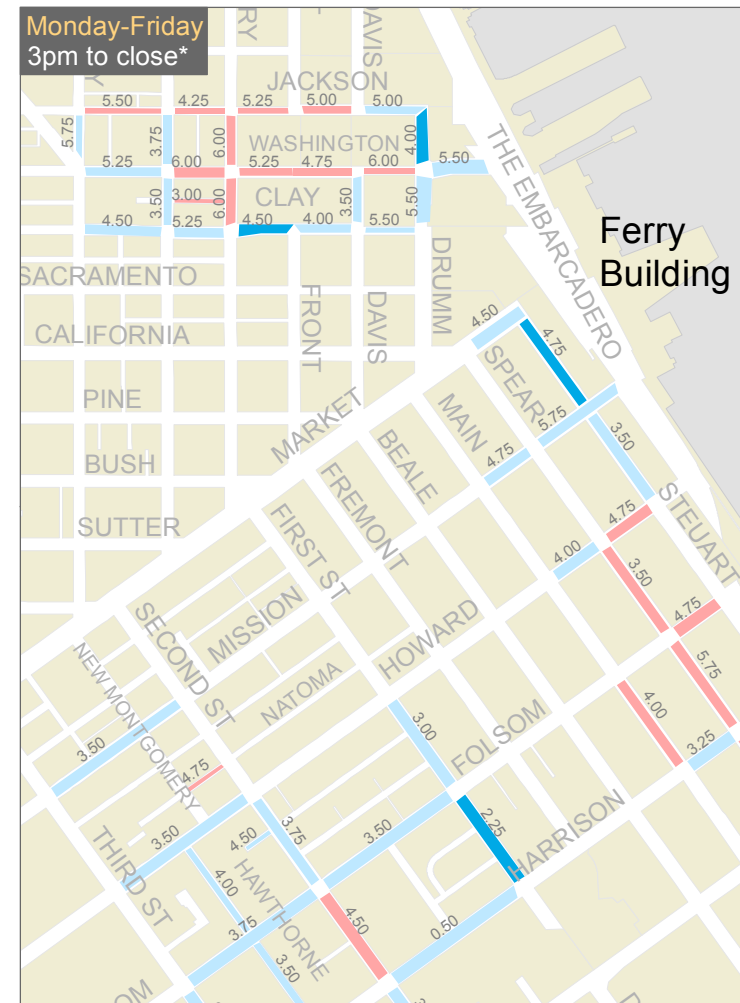 Monday-Friday
3pm to close*
RY
DAVIS
Y
JACKSON
5.50
4.25
5.25
5.00
5.00
5.75
3.75
6.00
WASHINGTON
4.00
5.25
6.00
5.25
4.75
6.00
5.50
THE EMBARCADERO
3.00
3.50
6.00
CLAY
3.50
5.50
4.50
5.25
4.50
4.00
5.50
Ferry
Building
SACRAMENTO
CALIFORNIA
FRONT
DAVIS
DRUMM
4.50
4.75
SPEAR
PINE
MARKET
MAIN
5.75
BUSH
BEALE
4.75
3.50
SUTTER
FREMONT
FIRST ST
4.75
STEUART
4.00
3.50
MISSION
HOWARD
4.75
SECOND ST
5.75
NEW MONTGOMERY
NATOMA
4.00
3.50
3.00
FOLSOM
3.25
4.75
2.25
HARRISON
THIRD ST
3.50
4.50
3.75
3.50
4.00
HAWTHORNE
4.50
0.50
3.75
3.50
OM